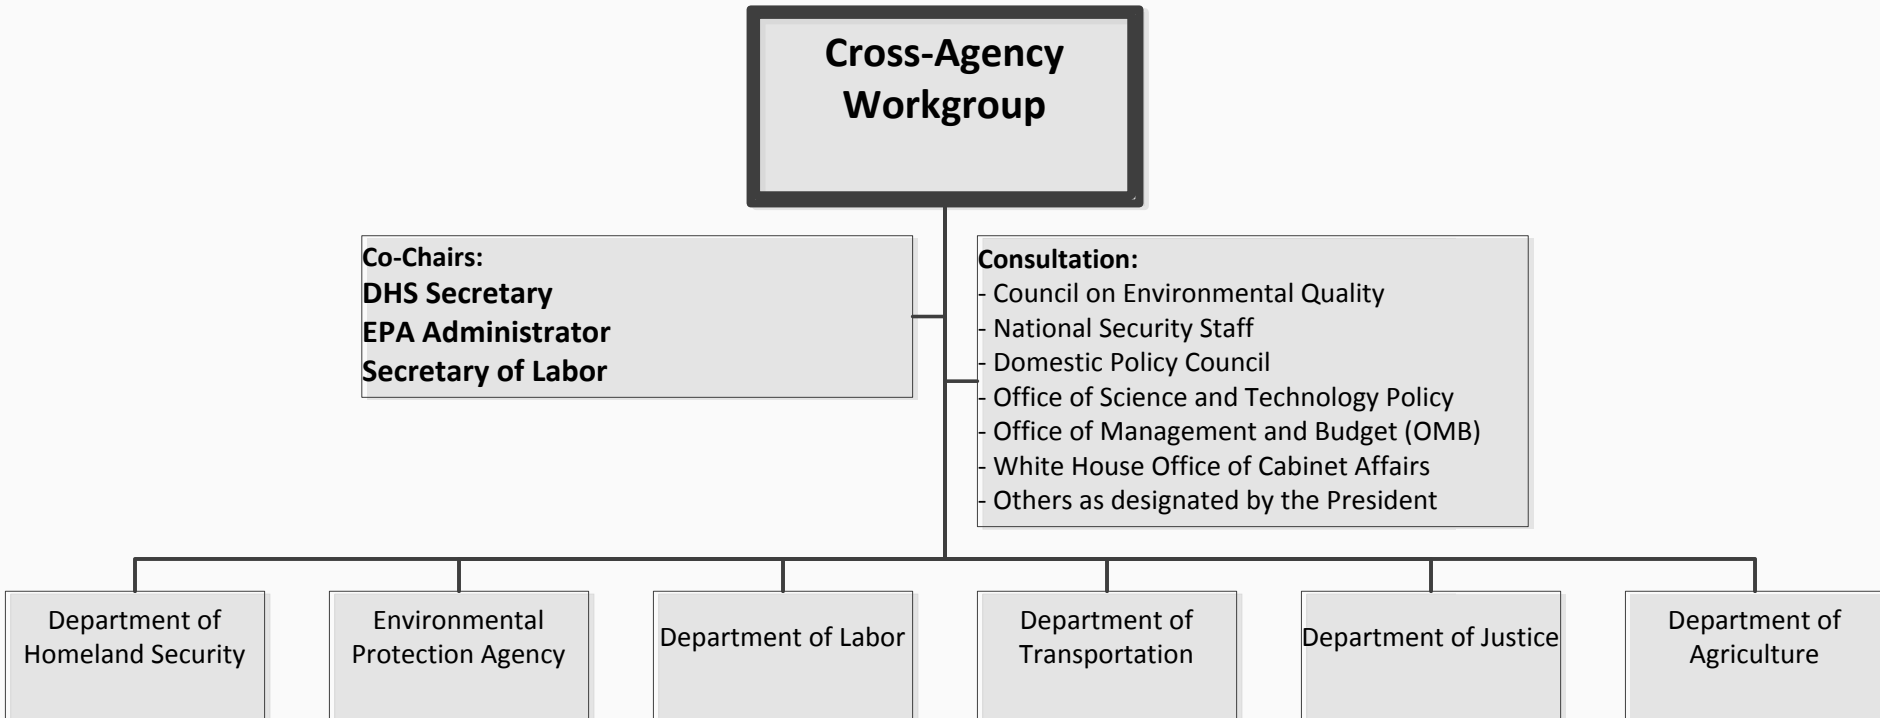 Cross-Agency
Workgroup
Co-Chairs:
DHS Secretary
EPA Administrator
Secretary of Labor
Consultation:
- Council on Environmental Quality
- National Security Staff
- Domestic Policy Council
- Office of Science and Technology Policy
- Office of Management and Budget (OMB)
- White House Office of Cabinet Affairs
- Others as designated by the President
Department of
Homeland Security
Environmental
Protection Agency
Department of Labor
Department of
Transportation
Department of Justice
Department of
Agriculture